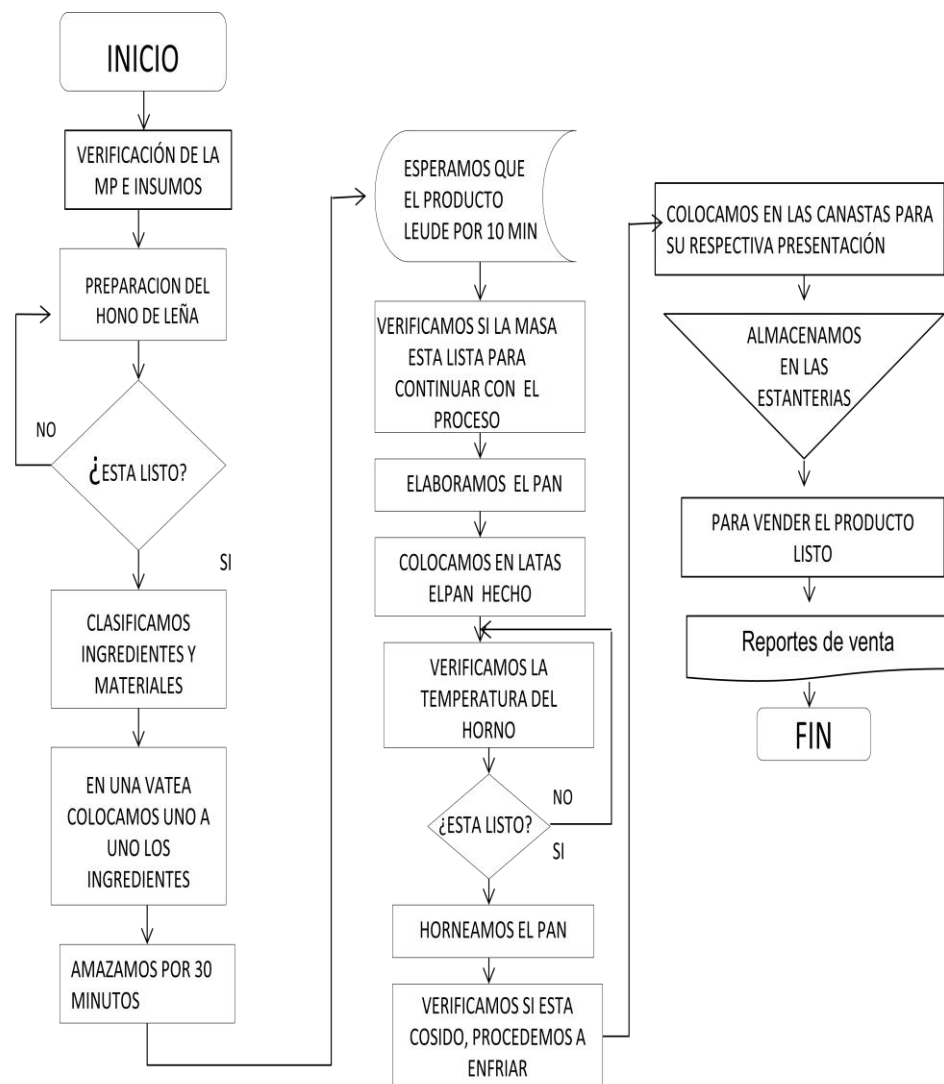 INICIO
VERIFICACIÓN DE LA
MP E INSUMOS
PREPARACION DEL
HONO DE LEÑA
NO
¿ESTA LISTO?
SI
CLASIFICAMOS
INGREDIENTES Y
MATERIALES
EN UNA VATEA
COLOCAMOS UNO A
UNO LOS
INGREDIENTES
AMAZAMOS POR 30
MINUTOS
ESPERAMOS QUE
EL PRODUCTO
LEUDE POR 10 MIN
VERIFICAMOS SI LA MASA
ESTA LISTA PARA
CONTINUAR CON EL
PROCESO
ELABORAMOS EL PAN
COLOCAMOS EN LATAS
ELPAN HECHO
VERIFICAMOS LA
TEMPERATURA DEL
HORNO
NO
¿ESTA LISTO?
SI
HORNEAMOS EL PAN
VERIFICAMOS SI ESTA
COSIDO, PROCEDEMOS A
ENFRIAR
COLOCAMOS EN LAS CANASTAS PARA
SU RESPECTIVA PRESENTACIÓN
ALMACENAMOS
EN LAS
ESTANTERIAS
PARA VENDER EL PRODUCTO
LISTO
Reportes de venta
FIN